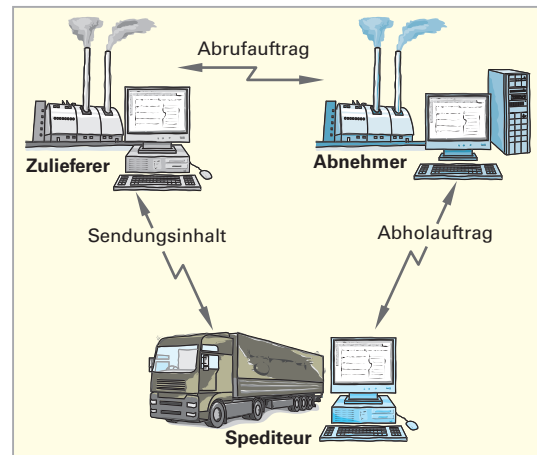 Abrufauftrag
Zulieferer
Abnehmer
Sendungsinhalt
Abholauftrag
Spediteur